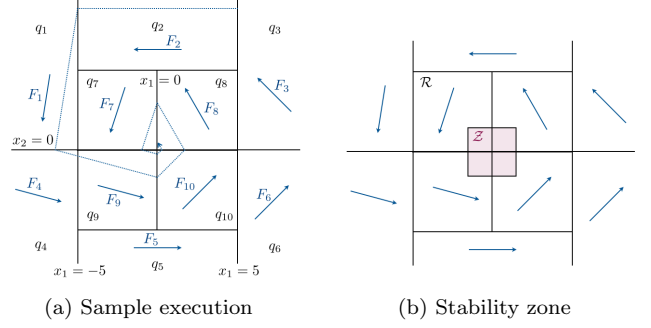 q₁ q₂ q₃
F₂
q₇ x₁ = 0 q₈
F₁ F₇ F₈ F₃
x₂ = 0
F₄ F₉ F₁₀ F₆
q₉ q₁₀
q₄ F₅ q₆
x₁ = −5 q₅ x₁ = 5
(a) Sample execution
ℛ
𝒵
(b) Stability zone